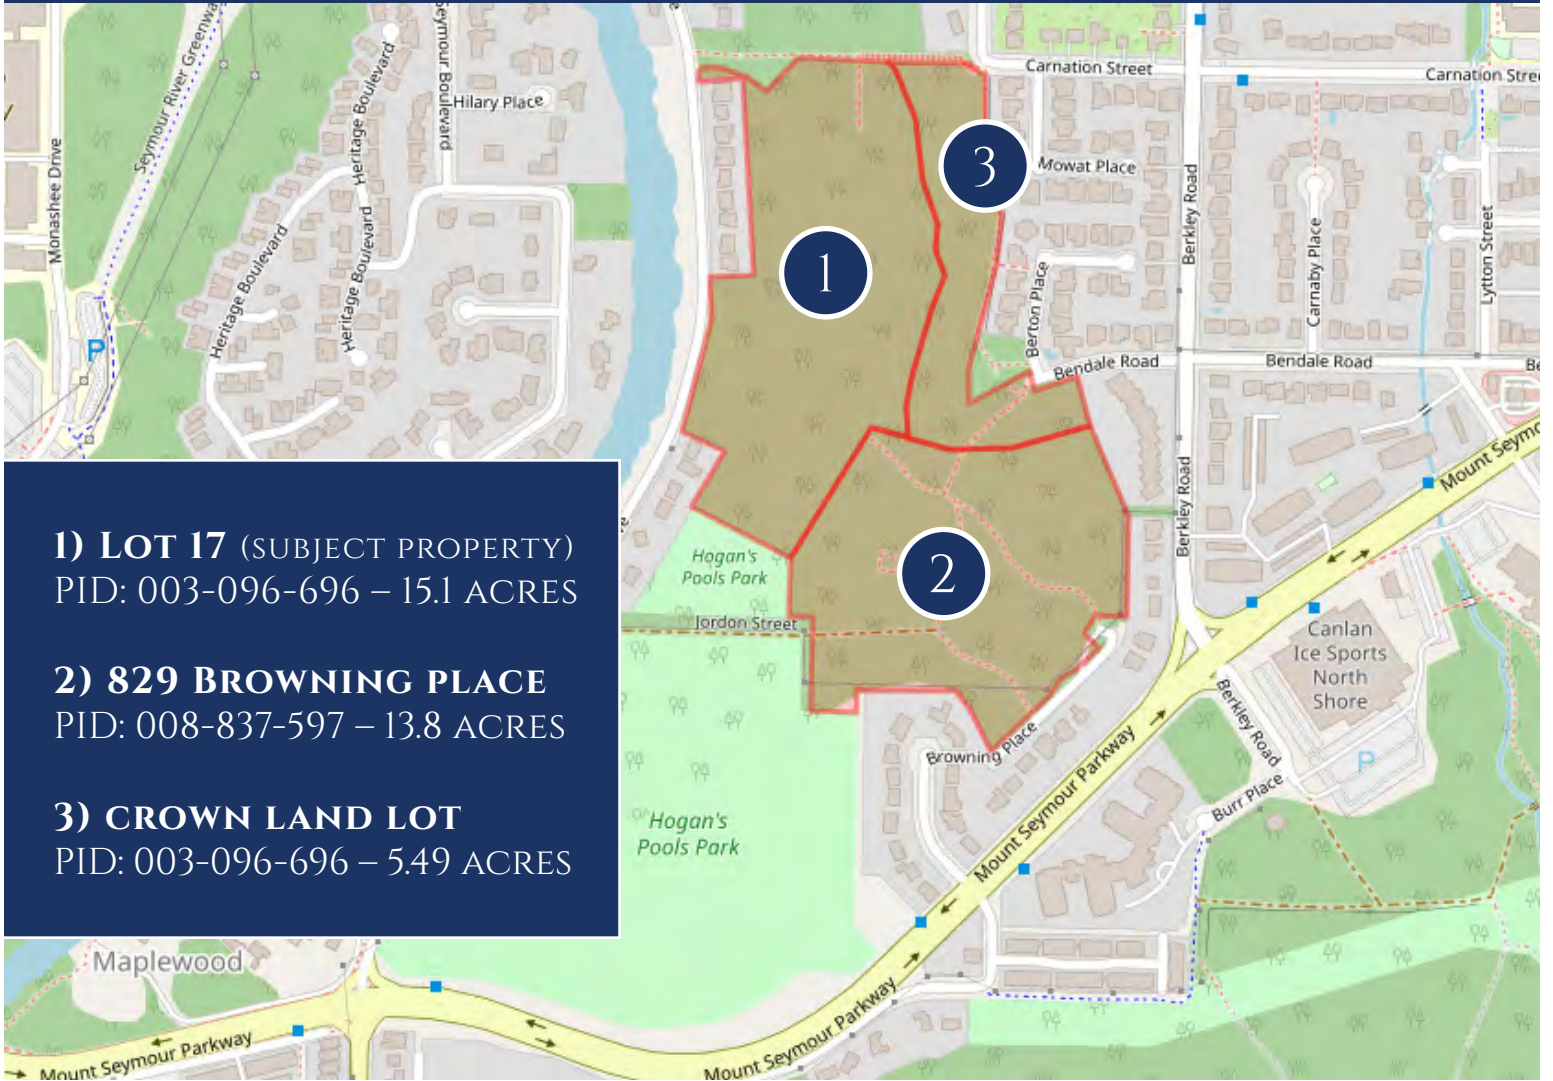 Carnation Street
Carnation Stre
Seymour River Greenwa
Heritage Boulevard
Seymour Boulevard
Hilary Place
Monashee Drive
Mowat Place
3
Berkley Road
Carnaby Place
Lytton Street
1
Heritage Boulevard
Heritage Boulevard
Berton Place
P
Bendale Road
Bendale Road
Be
Mount Seymo
Berkley Road
1) Lot 17 (subject property)
PID: 003-096-696 – 15.1 acres
2) 829 Browning place
PID: 008-837-597 – 13.8 acres
3) crown land lot
PID: 003-096-696 – 5.49 acres
Hogan's
Pools Park
2
Jordon Street
Canlan
Ice Sports
North
Shore
Berkley Road
P
Browning Place
Mount Seymour Parkway
Burr Place
Hogan's
Pools Park
Maplewood
Mount Seymour Parkway
Mount Seymour Parkway